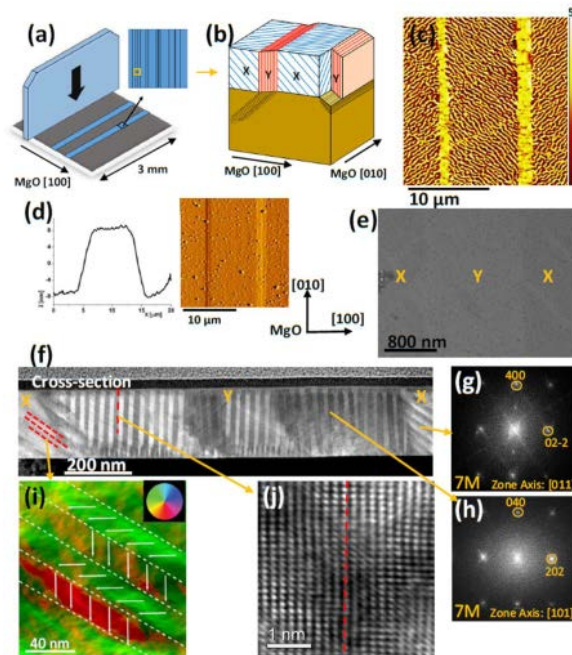 (a)
MgO [100]
3 mm
(b)
X
Y
X
Y
MgO [100]
MgO [010]
(c)
10 µm
(d)
[010]
MgO
[100]
10 µm
(e)
X
Y
X
800 nm
(f)
Cross-section
X
Y
X
200 nm
(g)
400
02-2
7M Zone Axis: [011]
(h)
040
202
7M Zone Axis: [101]
(i)
40 nm
(j)
1 nm